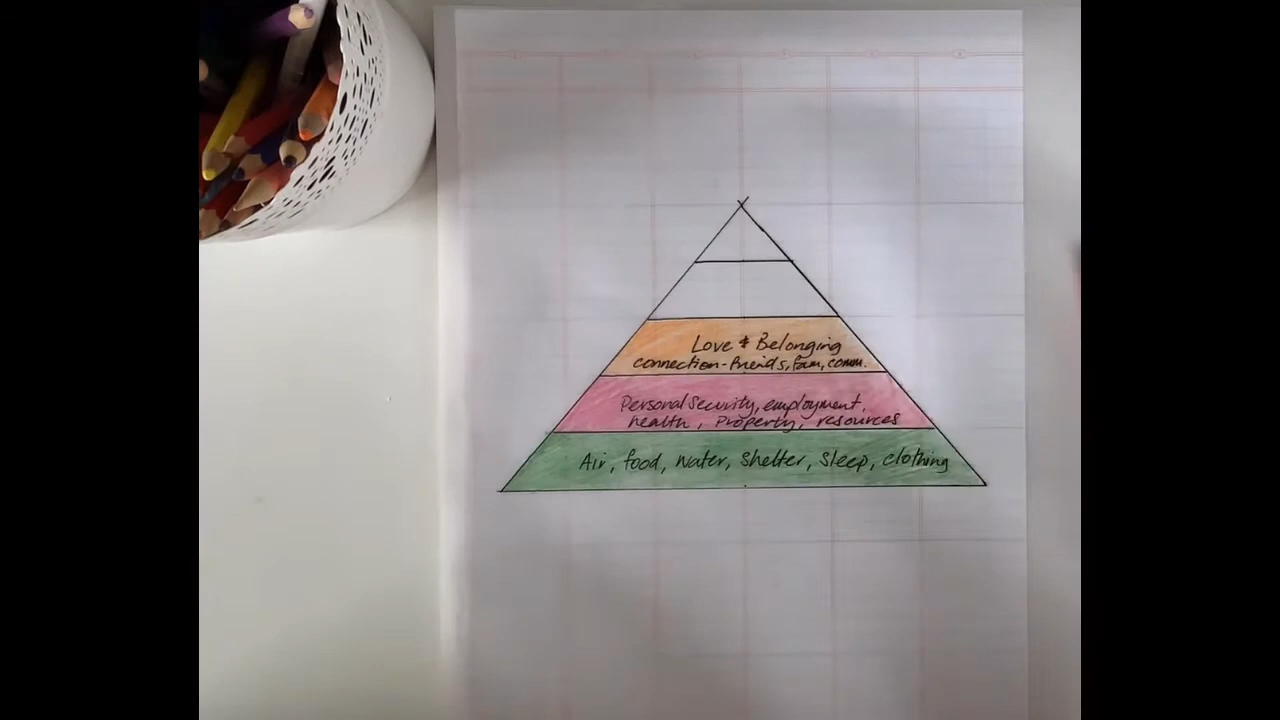 Love & Belonging
connection-friends, fam, comm.
Personal Security, employment,
health, property, resources
Air, food, water, shelter, sleep, clothing